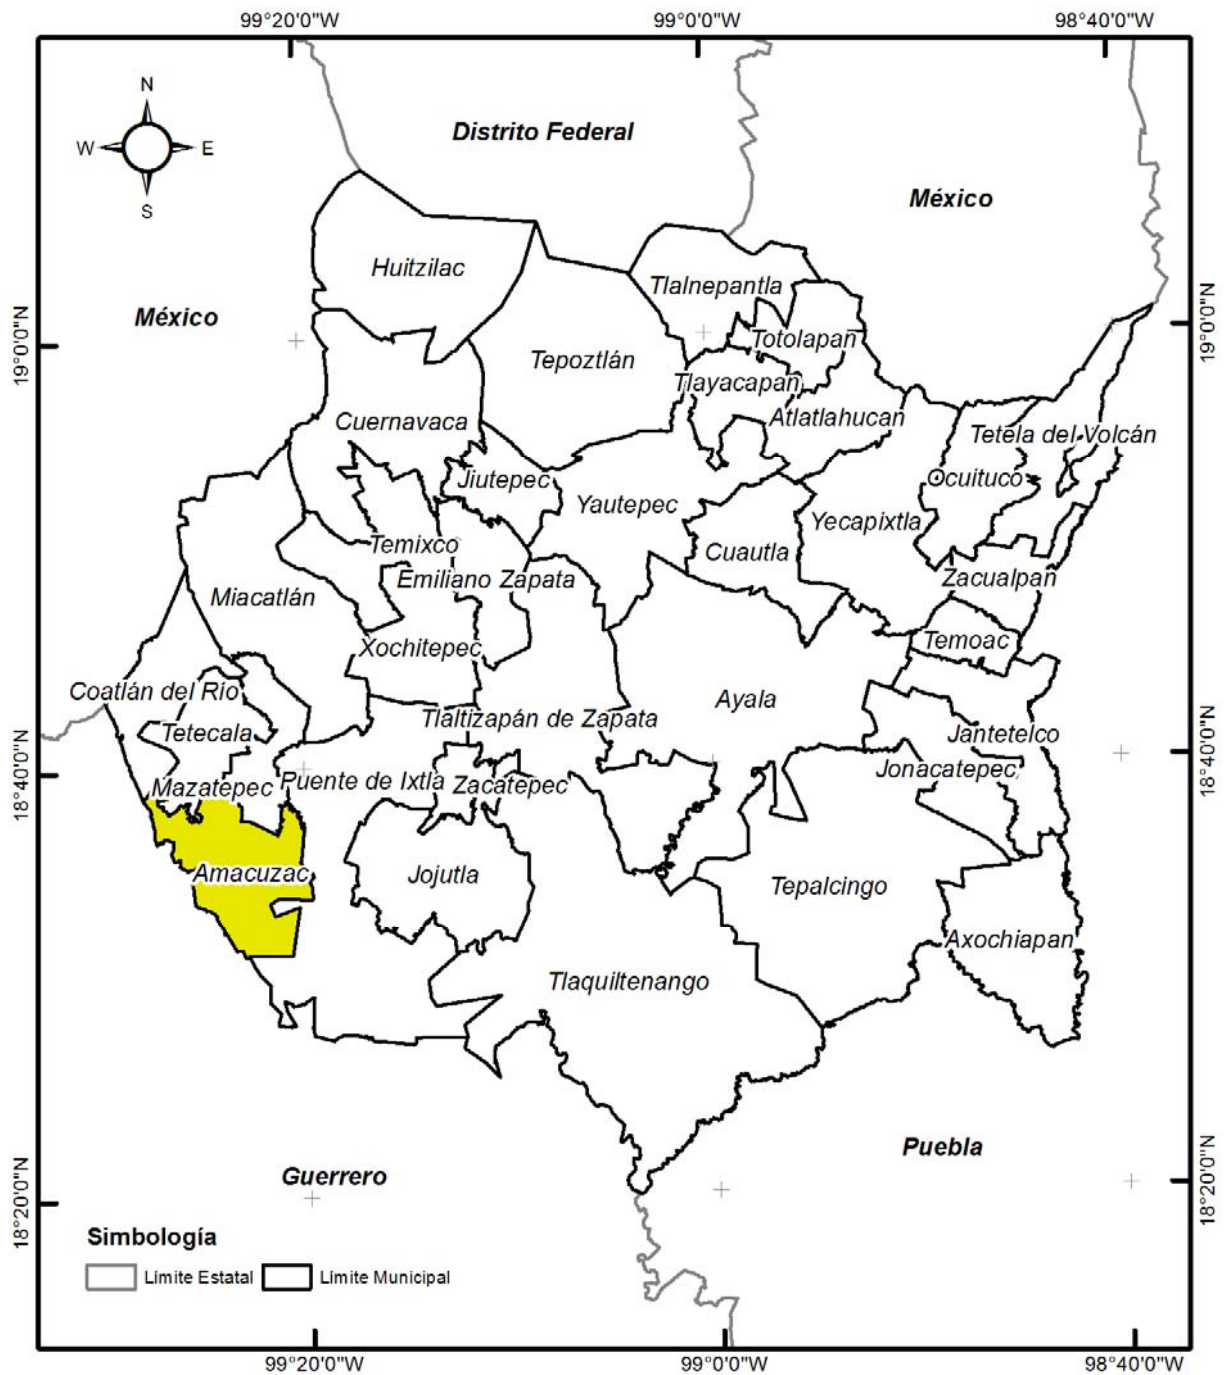 99°20'0"W
99°0'0"W
98°40'0"W
N
W
E
S
Distrito Federal
México
Huitzilac
Tlalnepantla
México
19°0'0"N
19°0'0"N
Totolapan
Tepoztlán
Tlayacapan
Cuernavaca
Atlatlahucan
Tetela del Volcán
Jiutepec
Ocuituco
Yautepec
Yecapixtla
Temixco
Cuautla
Emiliano Zapata
Zacualpan
Miacatlán
Temoac
Xochitepec
Coatlán del Río
Ayala
Tlaltizapán de Zapata
Tetecala
Jantetelco
18°40'0"N
18°40'0"N
Jonacatepec
Puente de Ixtla
Zacatepec
Mazatepec
Amacuzac
Jojutla
Tepalcingo
Axochiapan
Tlaquiltenango
Puebla
Guerrero
18°20'0"N
18°20'0"N
Simbología
Límite Estatal
Límite Municipal
99°20'0"W
99°0'0"W
98°40'0"W